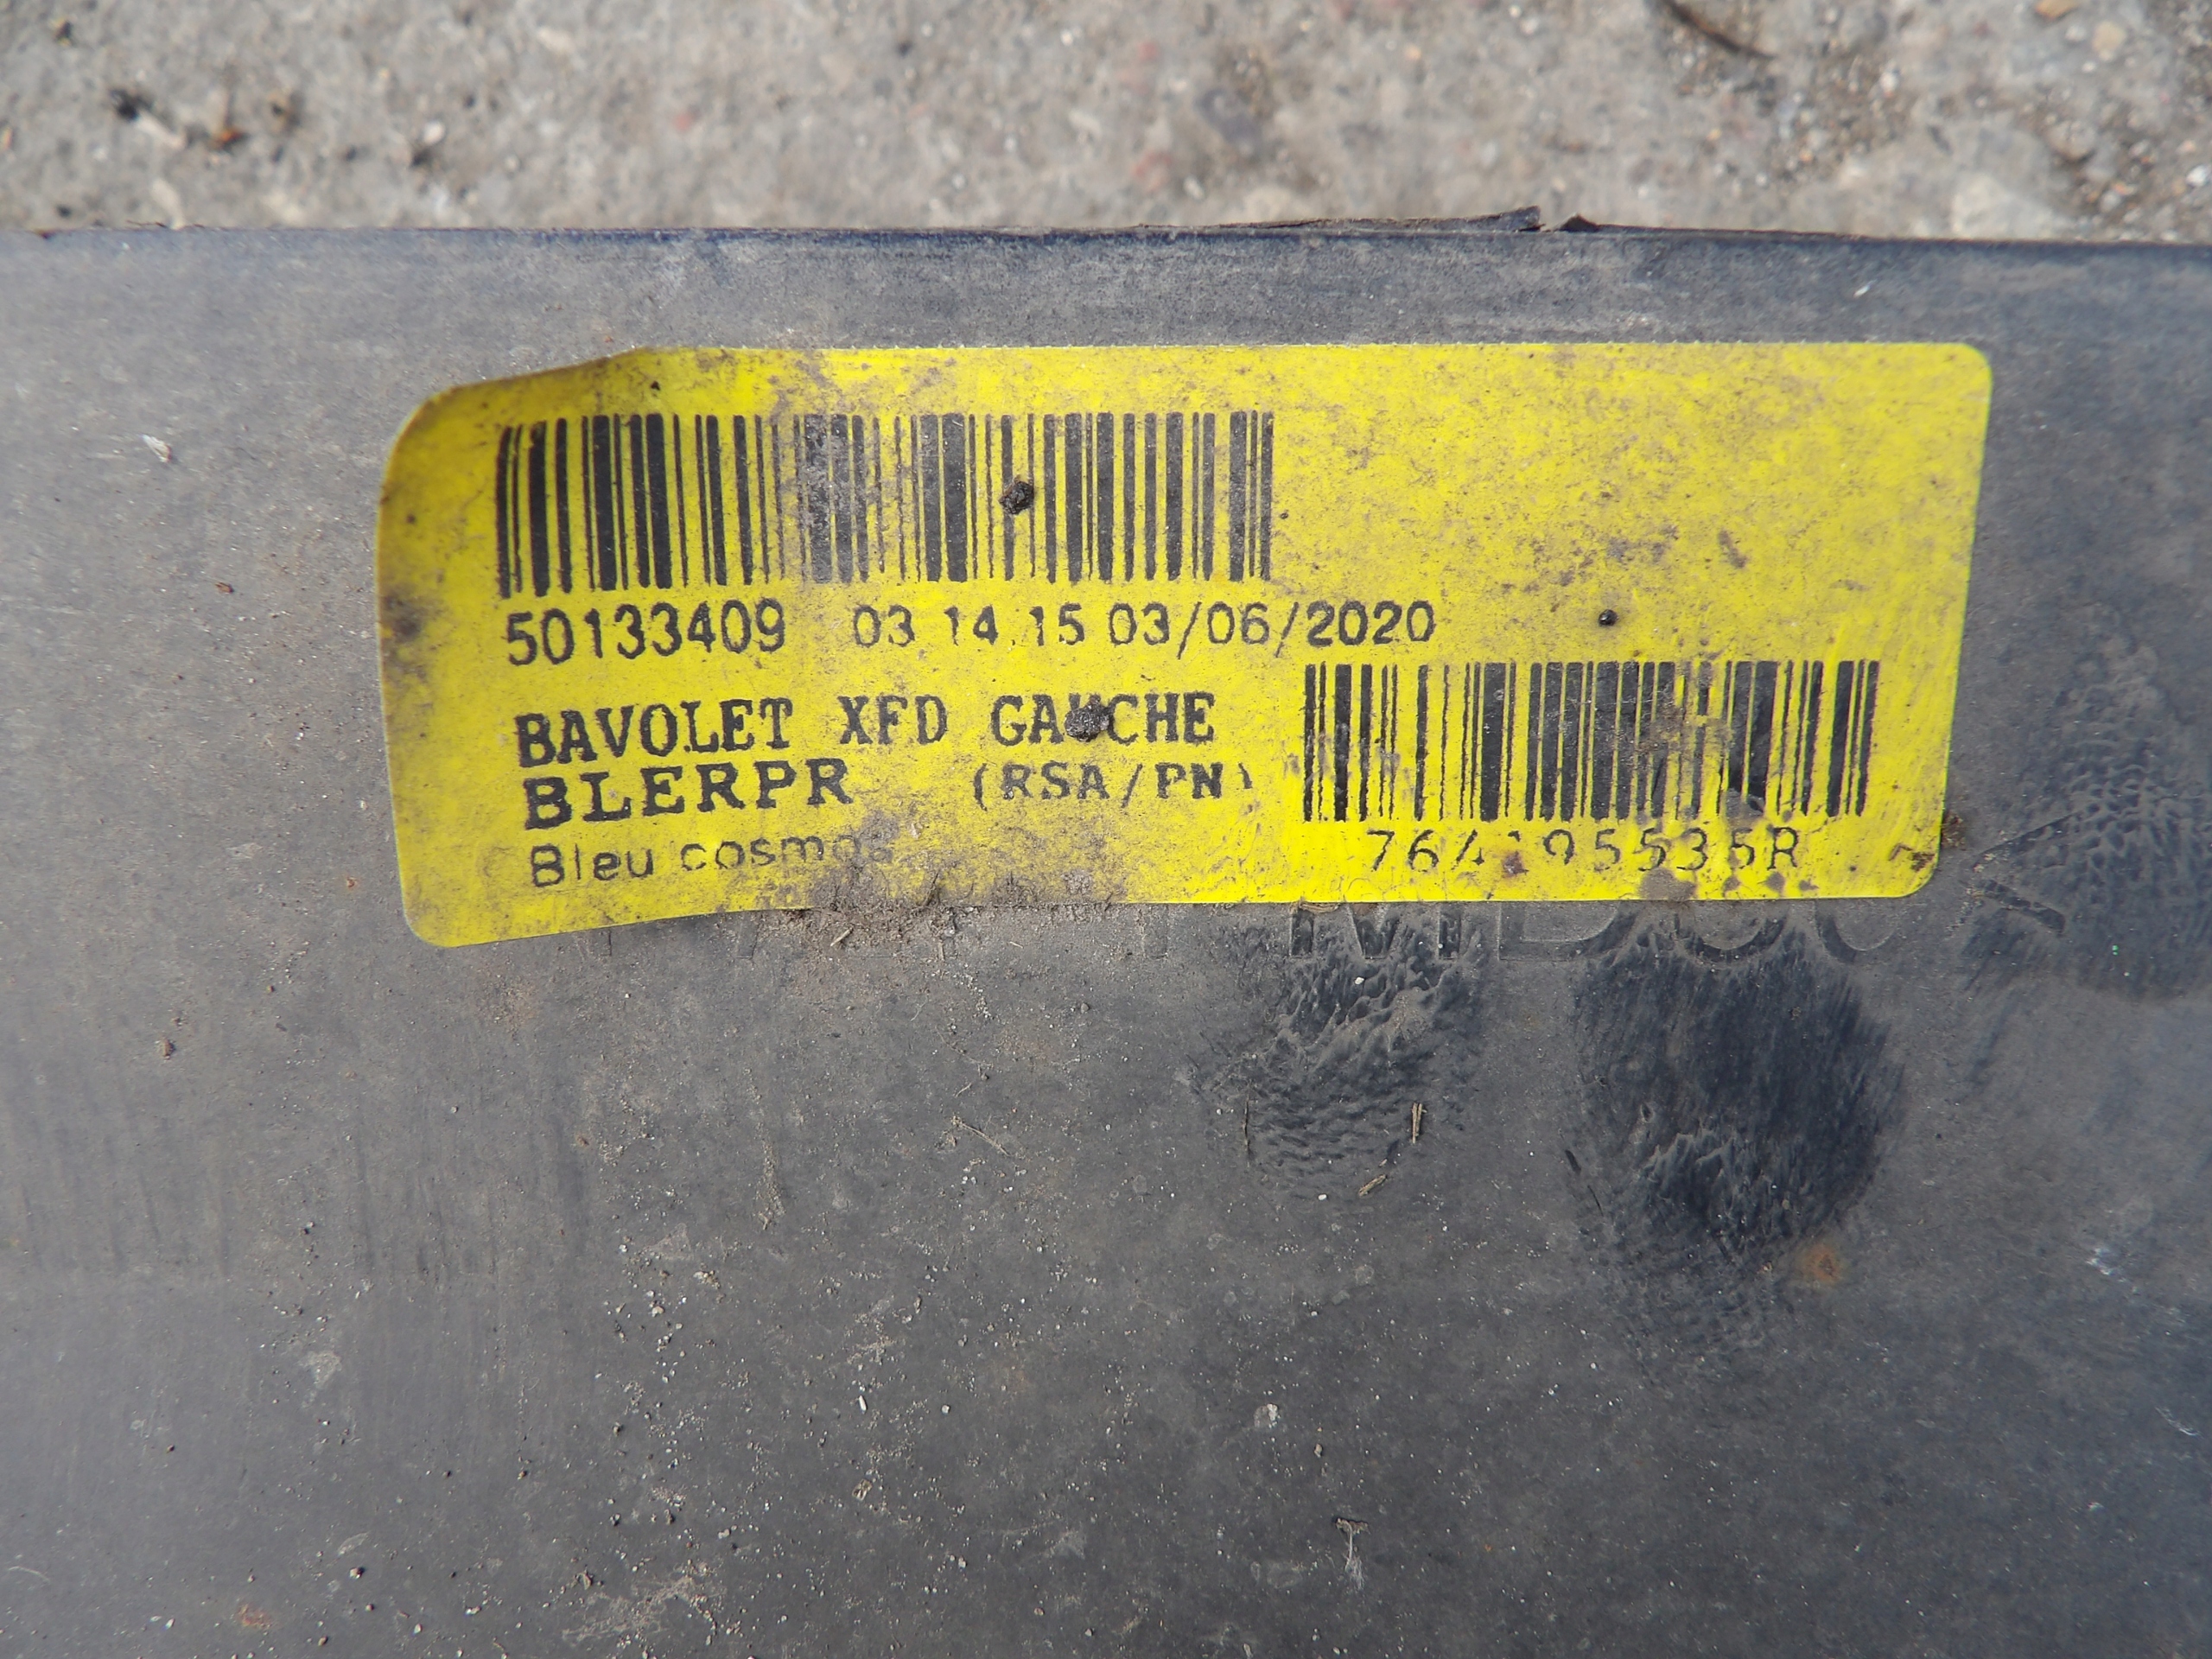 50133409 03 14 15 03/06/2020
BAVOLET XFD GAUCHE
BLERPR (RSA/PN)
Bleu cosmos